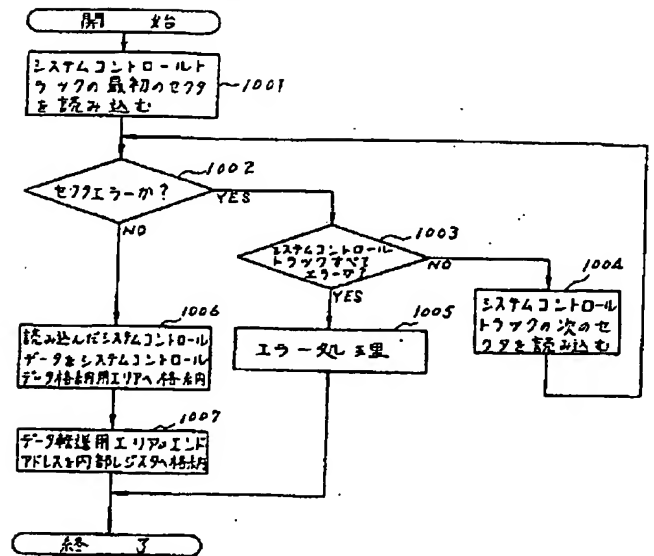 開 始
システムコントロールト
ラックの最初のセクタ
を読み込む
1001
1002
セクタエラーか?
YES
NO
1003
システムコントロール
トラックすべて
エラーか?
NO
YES
1004
システムコントロール
トラックの次のセ
クタを読み込む
1005
エラー処理
1006
読み込んだシステムコントロール
データをシステムコントロール
データ格納用エリアへ格納
1007
データ転送用エリアのエンド
アドレスを内部レジスタへ格納
終 了